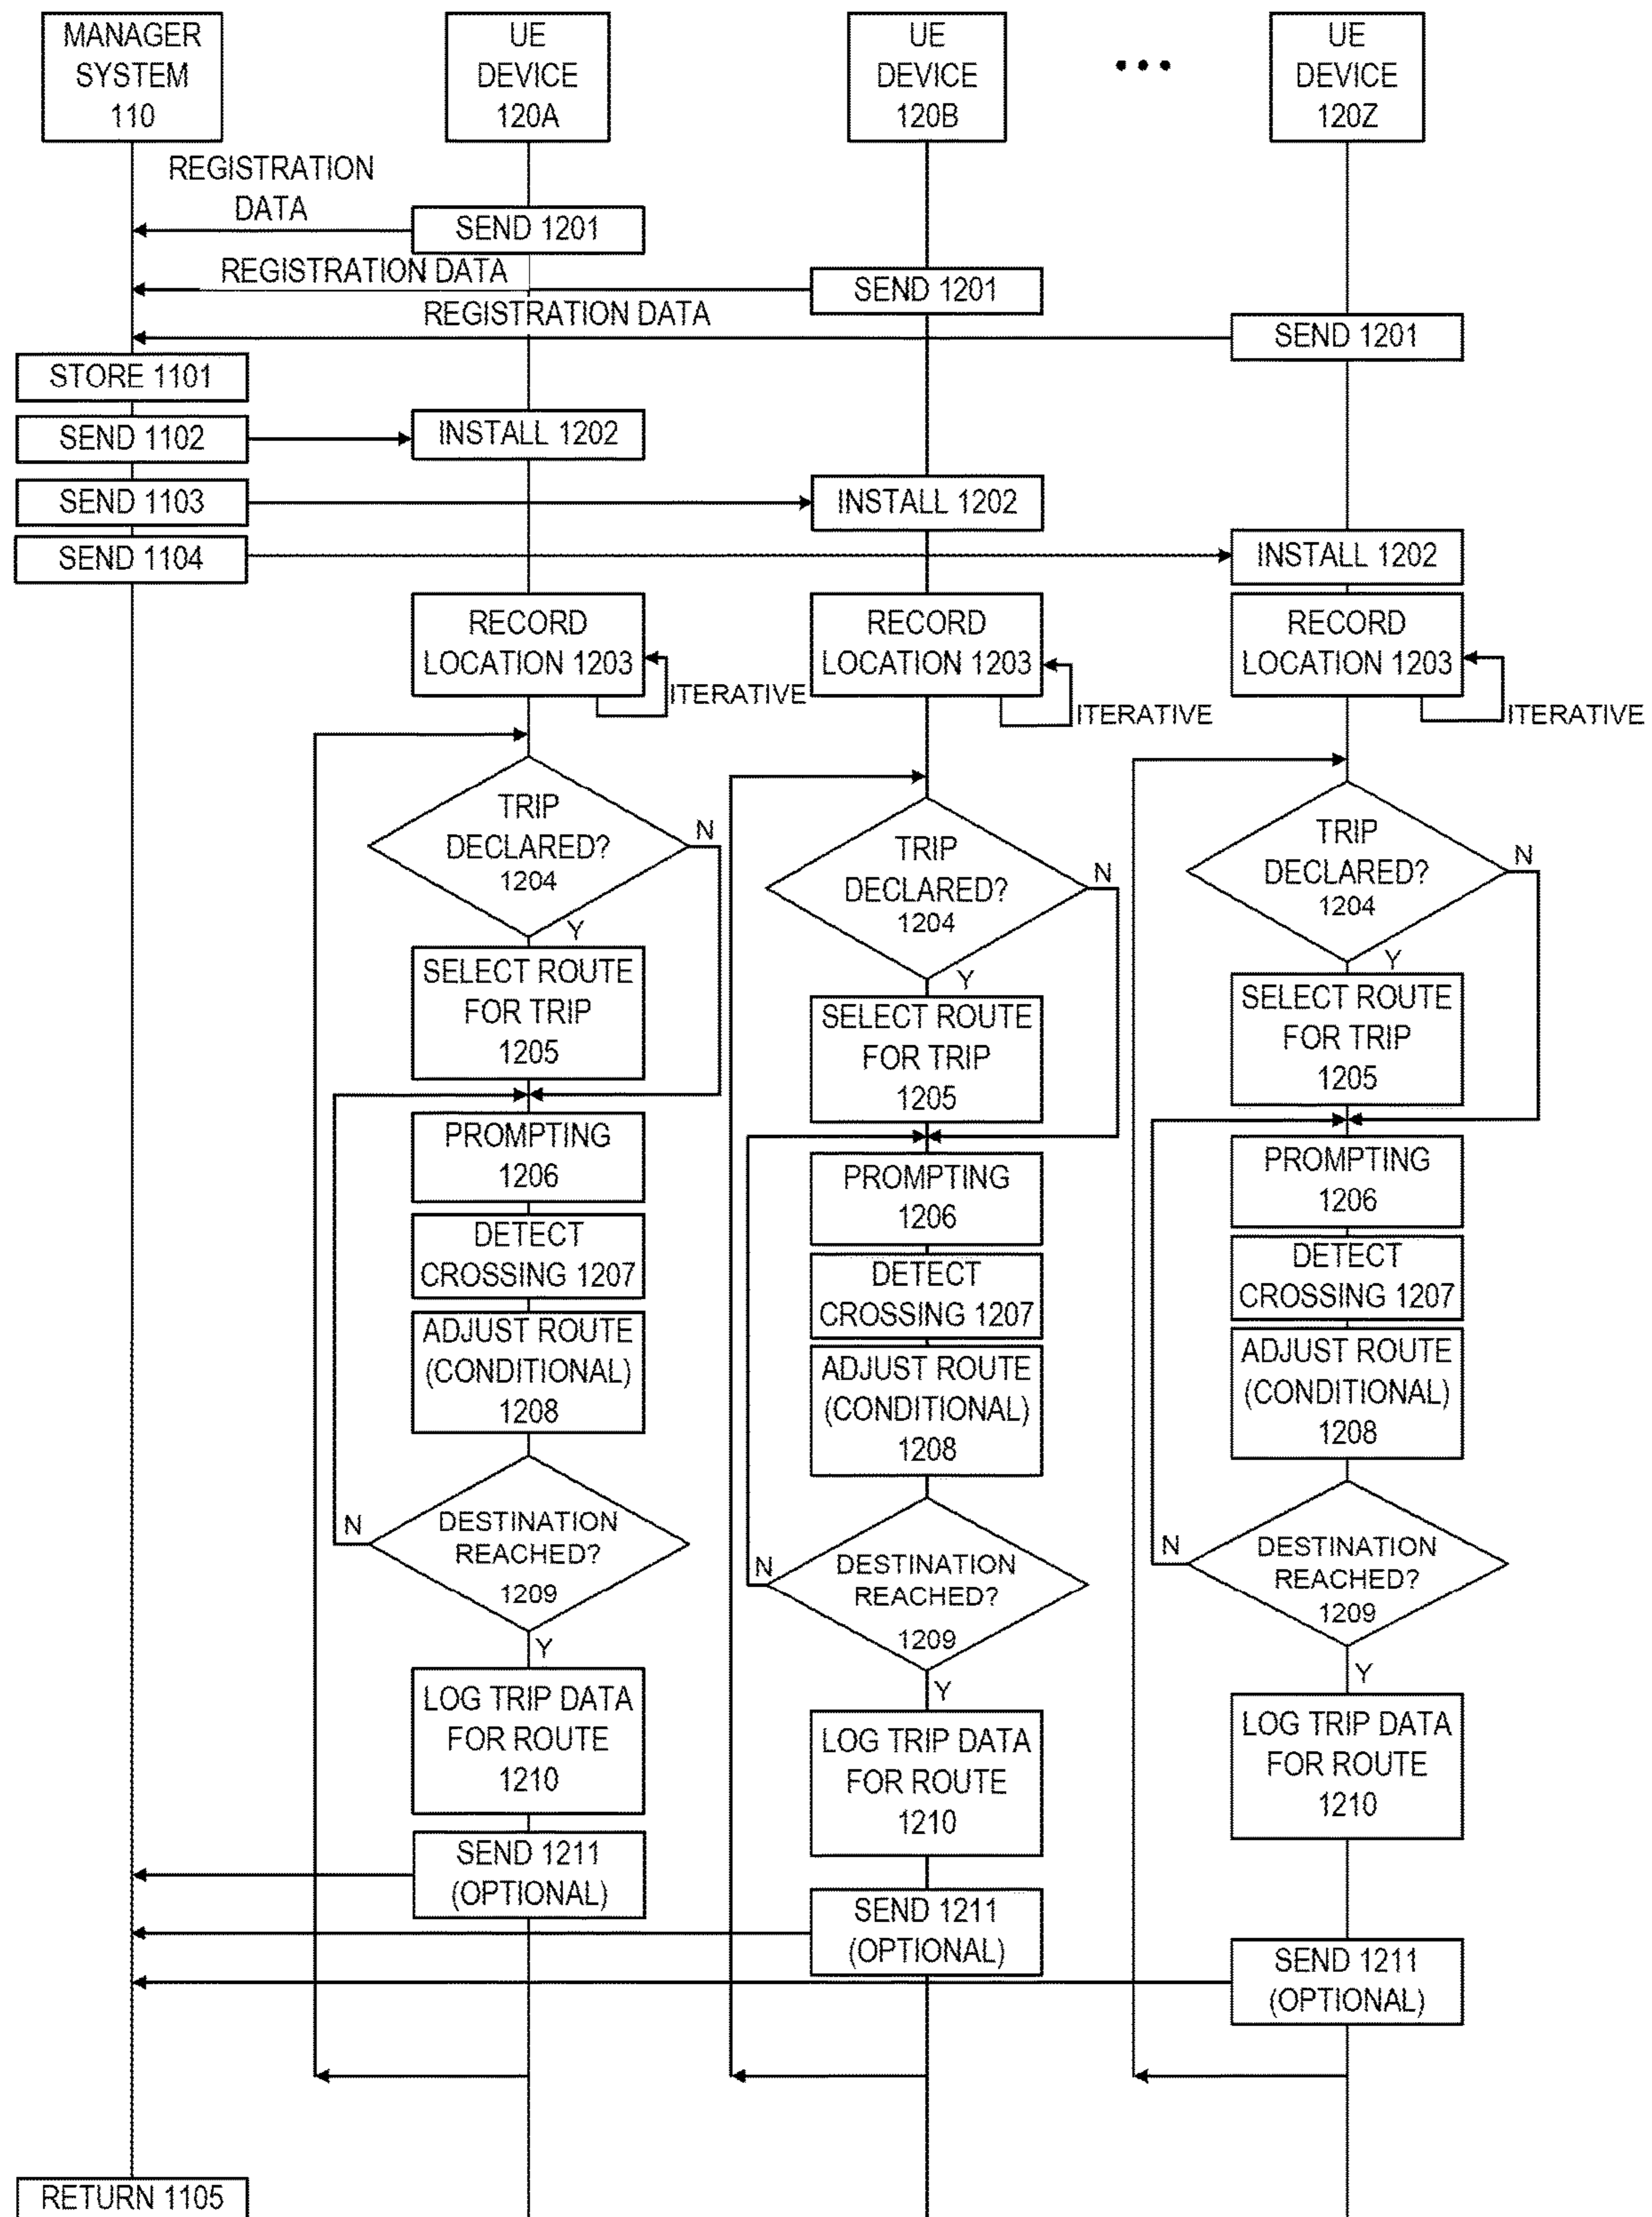 MANAGER
SYSTEM
110
UE
DEVICE
120A
UE
DEVICE
120B
•••
UE
DEVICE
120Z
REGISTRATION
DATA
SEND 1201
REGISTRATION DATA
SEND 1201
REGISTRATION DATA
SEND 1201
STORE 1101
SEND 1102
INSTALL 1202
SEND 1103
INSTALL 1202
SEND 1104
INSTALL 1202
RECORD
LOCATION 1203
ITERATIVE
RECORD
LOCATION 1203
ITERATIVE
RECORD
LOCATION 1203
ITERATIVE
TRIP
DECLARED?
1204
N
Y
SELECT ROUTE
FOR TRIP
1205
PROMPTING
1206
DETECT
CROSSING 1207
ADJUST ROUTE
(CONDITIONAL)
1208
DESTINATION
REACHED?
1209
N
Y
LOG TRIP DATA
FOR ROUTE
1210
SEND 1211
(OPTIONAL)
TRIP
DECLARED?
1204
N
Y
SELECT ROUTE
FOR TRIP
1205
PROMPTING
1206
DETECT
CROSSING 1207
ADJUST ROUTE
(CONDITIONAL)
1208
DESTINATION
REACHED?
1209
N
Y
LOG TRIP DATA
FOR ROUTE
1210
SEND 1211
(OPTIONAL)
TRIP
DECLARED?
1204
N
Y
SELECT ROUTE
FOR TRIP
1205
PROMPTING
1206
DETECT
CROSSING 1207
ADJUST ROUTE
(CONDITIONAL)
1208
DESTINATION
REACHED?
1209
N
Y
LOG TRIP DATA
FOR ROUTE
1210
SEND 1211
(OPTIONAL)
RETURN 1105